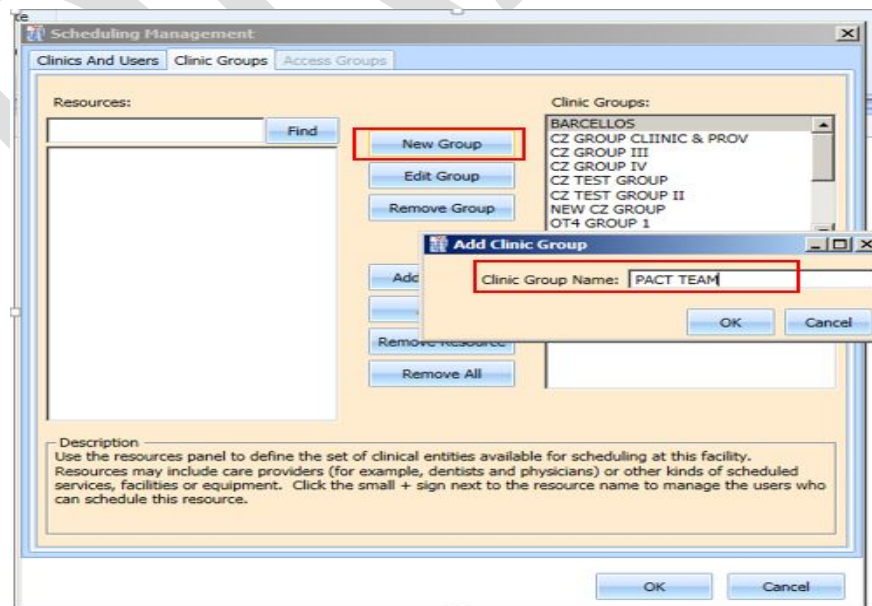 te
Scheduling Management
Clinics And Users
Clinic Groups
Access Groups
Resources:
Find
New Group
Edit Group
Remove Group
Add
Remove Resource
Remove All
Clinic Groups:
BARCELLOS
CZ GROUP CLIINIC & PROV
CZ GROUP III
CZ GROUP IV
CZ TEST GROUP
CZ TEST GROUP II
NEW CZ GROUP
OT4 GROUP 1
Add Clinic Group
Clinic Group Name: PACT TEAM
OK
Cancel
Description
Use the resources panel to define the set of clinical entities available for scheduling at this facility.
Resources may include care providers (for example, dentists and physicians) or other kinds of scheduled
services, facilities or equipment. Click the small + sign next to the resource name to manage the users who
can schedule this resource.
OK
Cancel